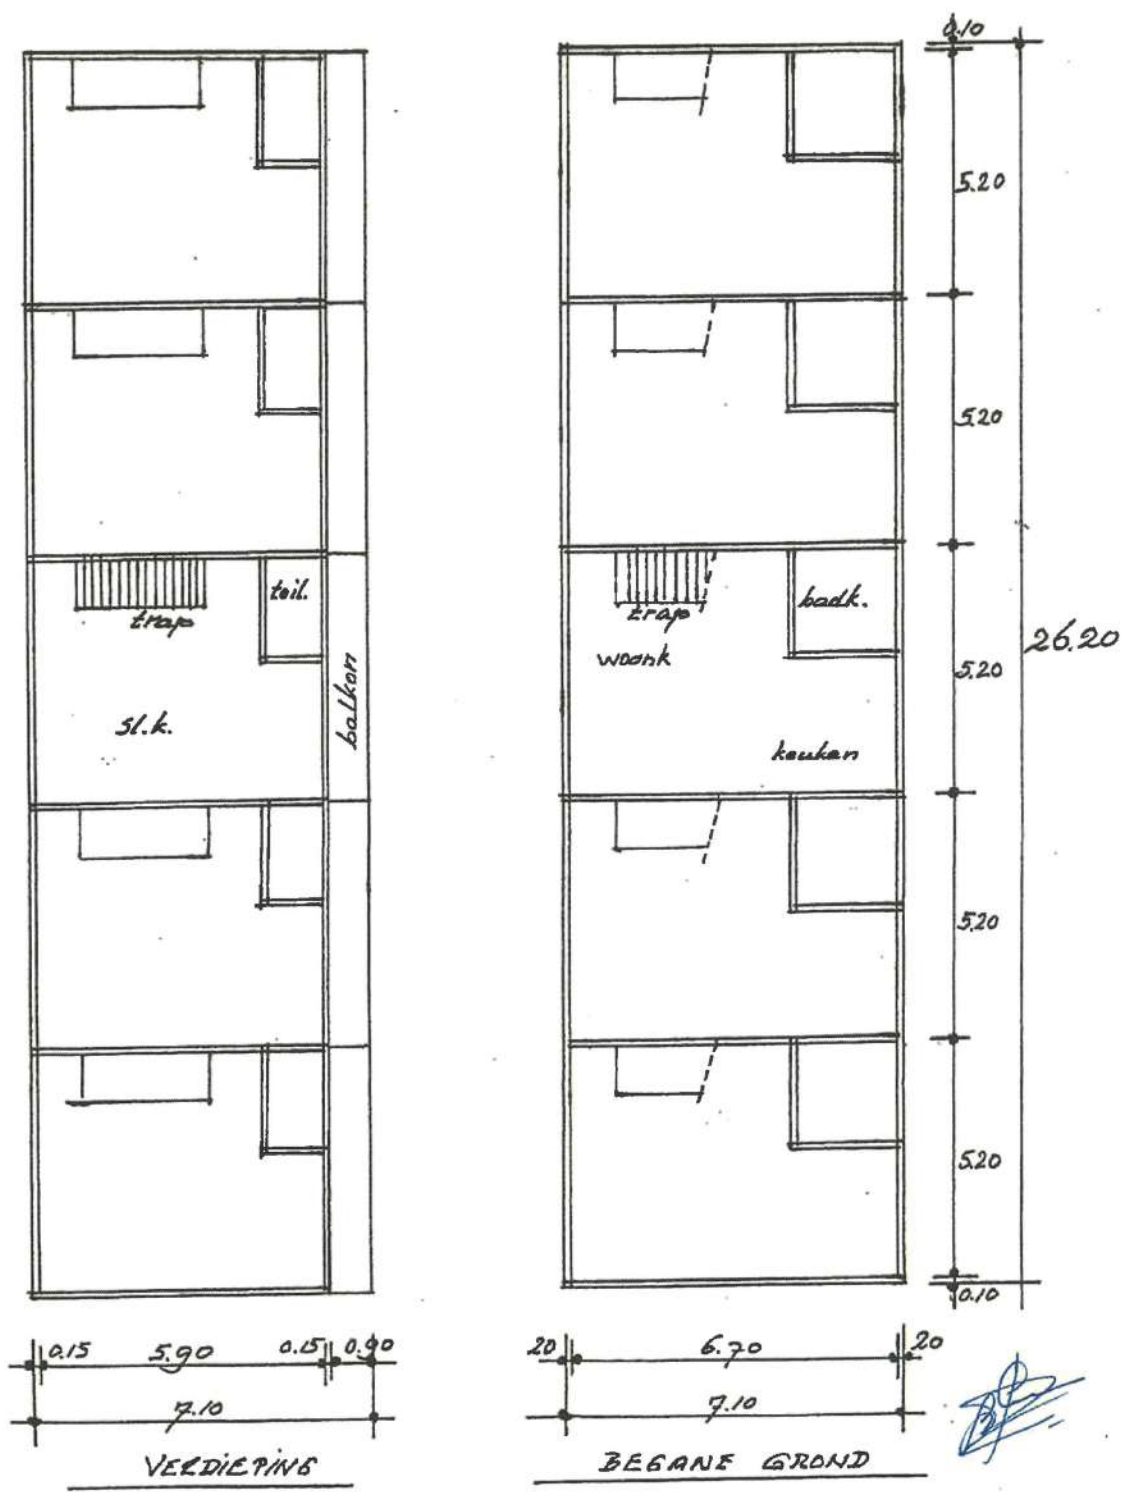 0.10
5.20
5.20
toil.
trap
sl.k.
balkon
trap
badk.
woonk
keuken
5.20
26.20
5.20
5.20
0.10
0.15 5.90 0.15 0.90
7.10
VERDIEPING
20 6.70 20
7.10
BEGANE GROND